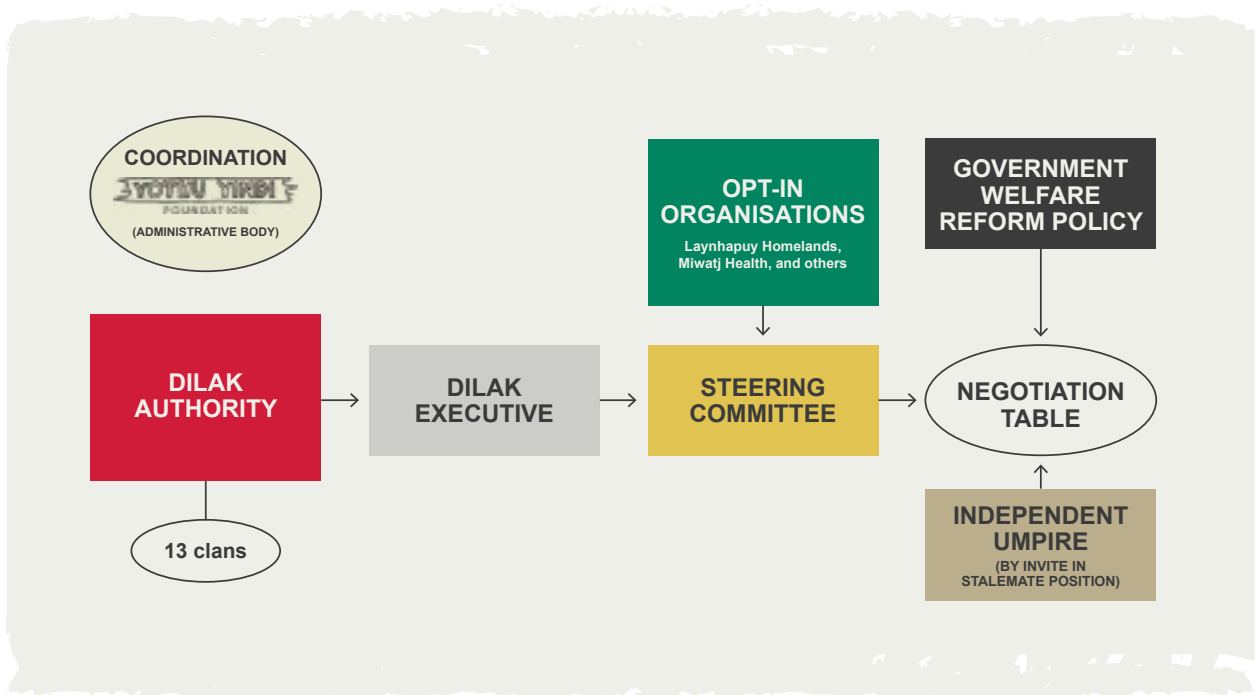 COORDINATION
YOTHU YINDI
FOUNDATION
(ADMINISTRATIVE BODY)
DILAK
AUTHORITY
13 clans
DILAK
EXECUTIVE
OPT-IN
ORGANISATIONS
Laynhapuy Homelands,
Miwatj Health, and others
STEERING
COMMITTEE
GOVERNMENT
WELFARE
REFORM POLICY
NEGOTIATION
TABLE
INDEPENDENT
UMPIRE
(BY INVITE IN
STALEMATE POSITION)